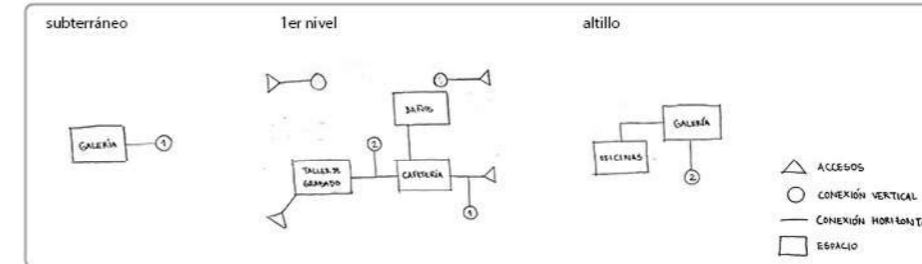 subterráneo
1er nivel
altillo
GALERÍA
1
BAÑOS
2
TALLER DE
GRABADO
CAFETERÍA
1
GALERÍA
OFICINAS
2
ACCESOS
CONEXIÓN VERTICAL
CONEXIÓN HORIZONTA
ESPACIO